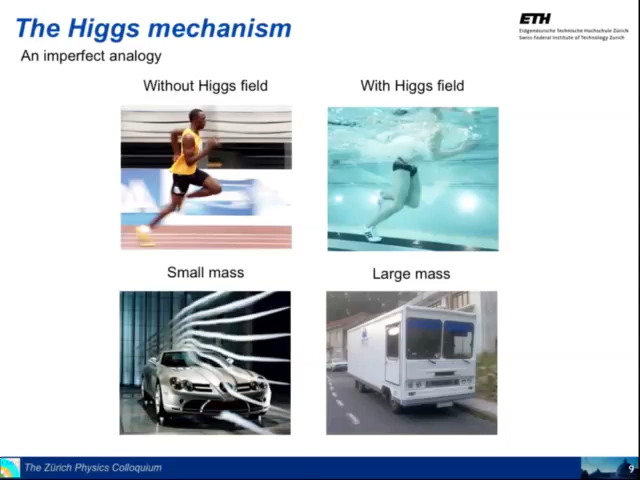 The Higgs mechanism
ETH
Eidgenössische Technische Hochschule Zürich
Swiss Federal Institute of Technology Zurich
An imperfect analogy
Without Higgs field
With Higgs field
Small mass
Large mass
The Zürich Physics Colloquium
9